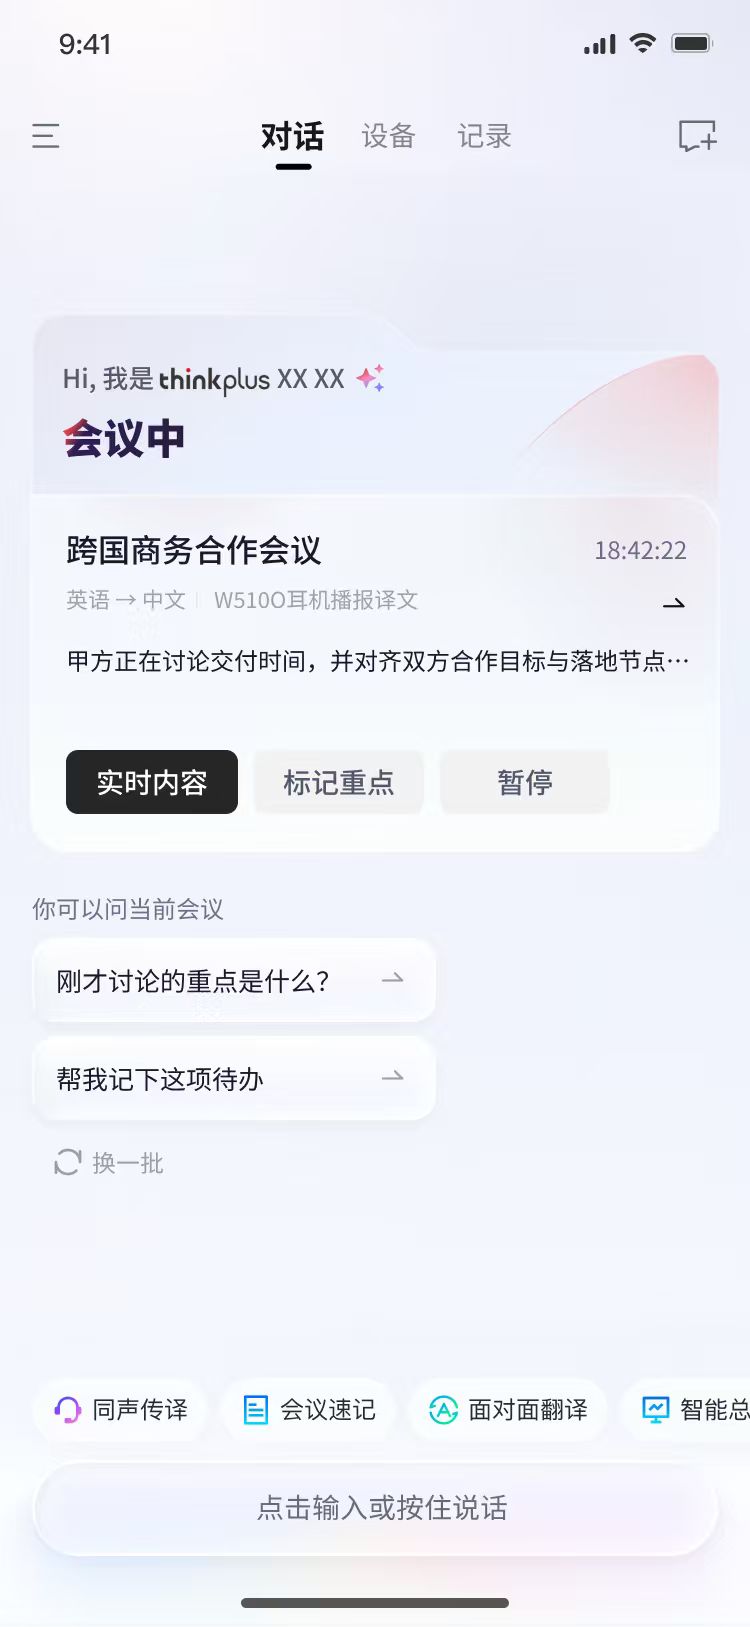 9:41
对话 设备 记录
Hi, 我是 thinkplus XX XX
会议中
跨国商务合作会议 18:42:22
英语 → 中文 | W510O耳机播报译文
甲方正在讨论交付时间，并对齐双方合作目标与落地节点…
实时内容 标记重点 暂停
你可以问当前会议
刚才讨论的重点是什么？
帮我记下这项待办
换一批
同声传译 会议速记 面对面翻译 智能总
点击输入或按住说话